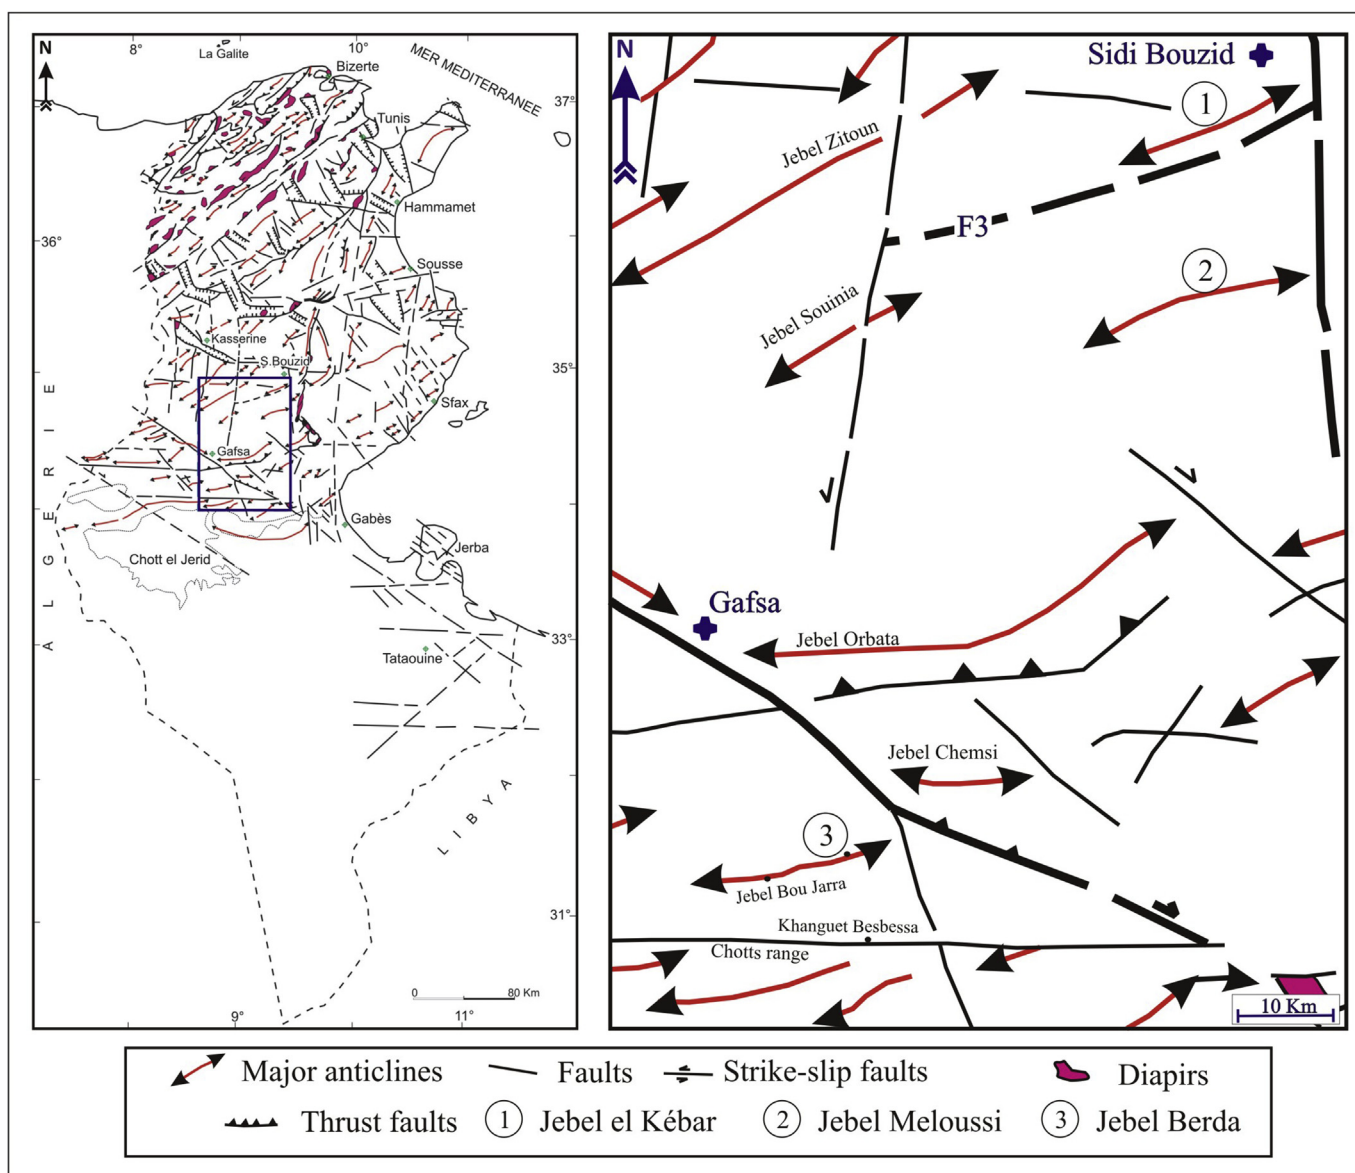 8°
10°
N
La Galite
MER MEDITERRANEE
Bizerte
37°
Tunis
Hammamet
36°
Sousse
Kasserine
S.Bouzid
35°
Sfax
Gafsa
ALGERIE
Gabès
Chott el Jerid
Jerba
33°
Tataouine
LIBYA
31°
0 80 Km
9°
11°
N
Sidi Bouzid
1
Jebel Zitoun
F3
2
Jebel Souinia
Gafsa
Jebel Orbata
Jebel Chemsi
3
Jebel Bou Jarra
Khanguet Besbessa
Chotts range
10 Km
Major anticlines Faults Strike-slip faults Diapirs
Thrust faults 1 Jebel el Kébar 2 Jebel Meloussi 3 Jebel Berda